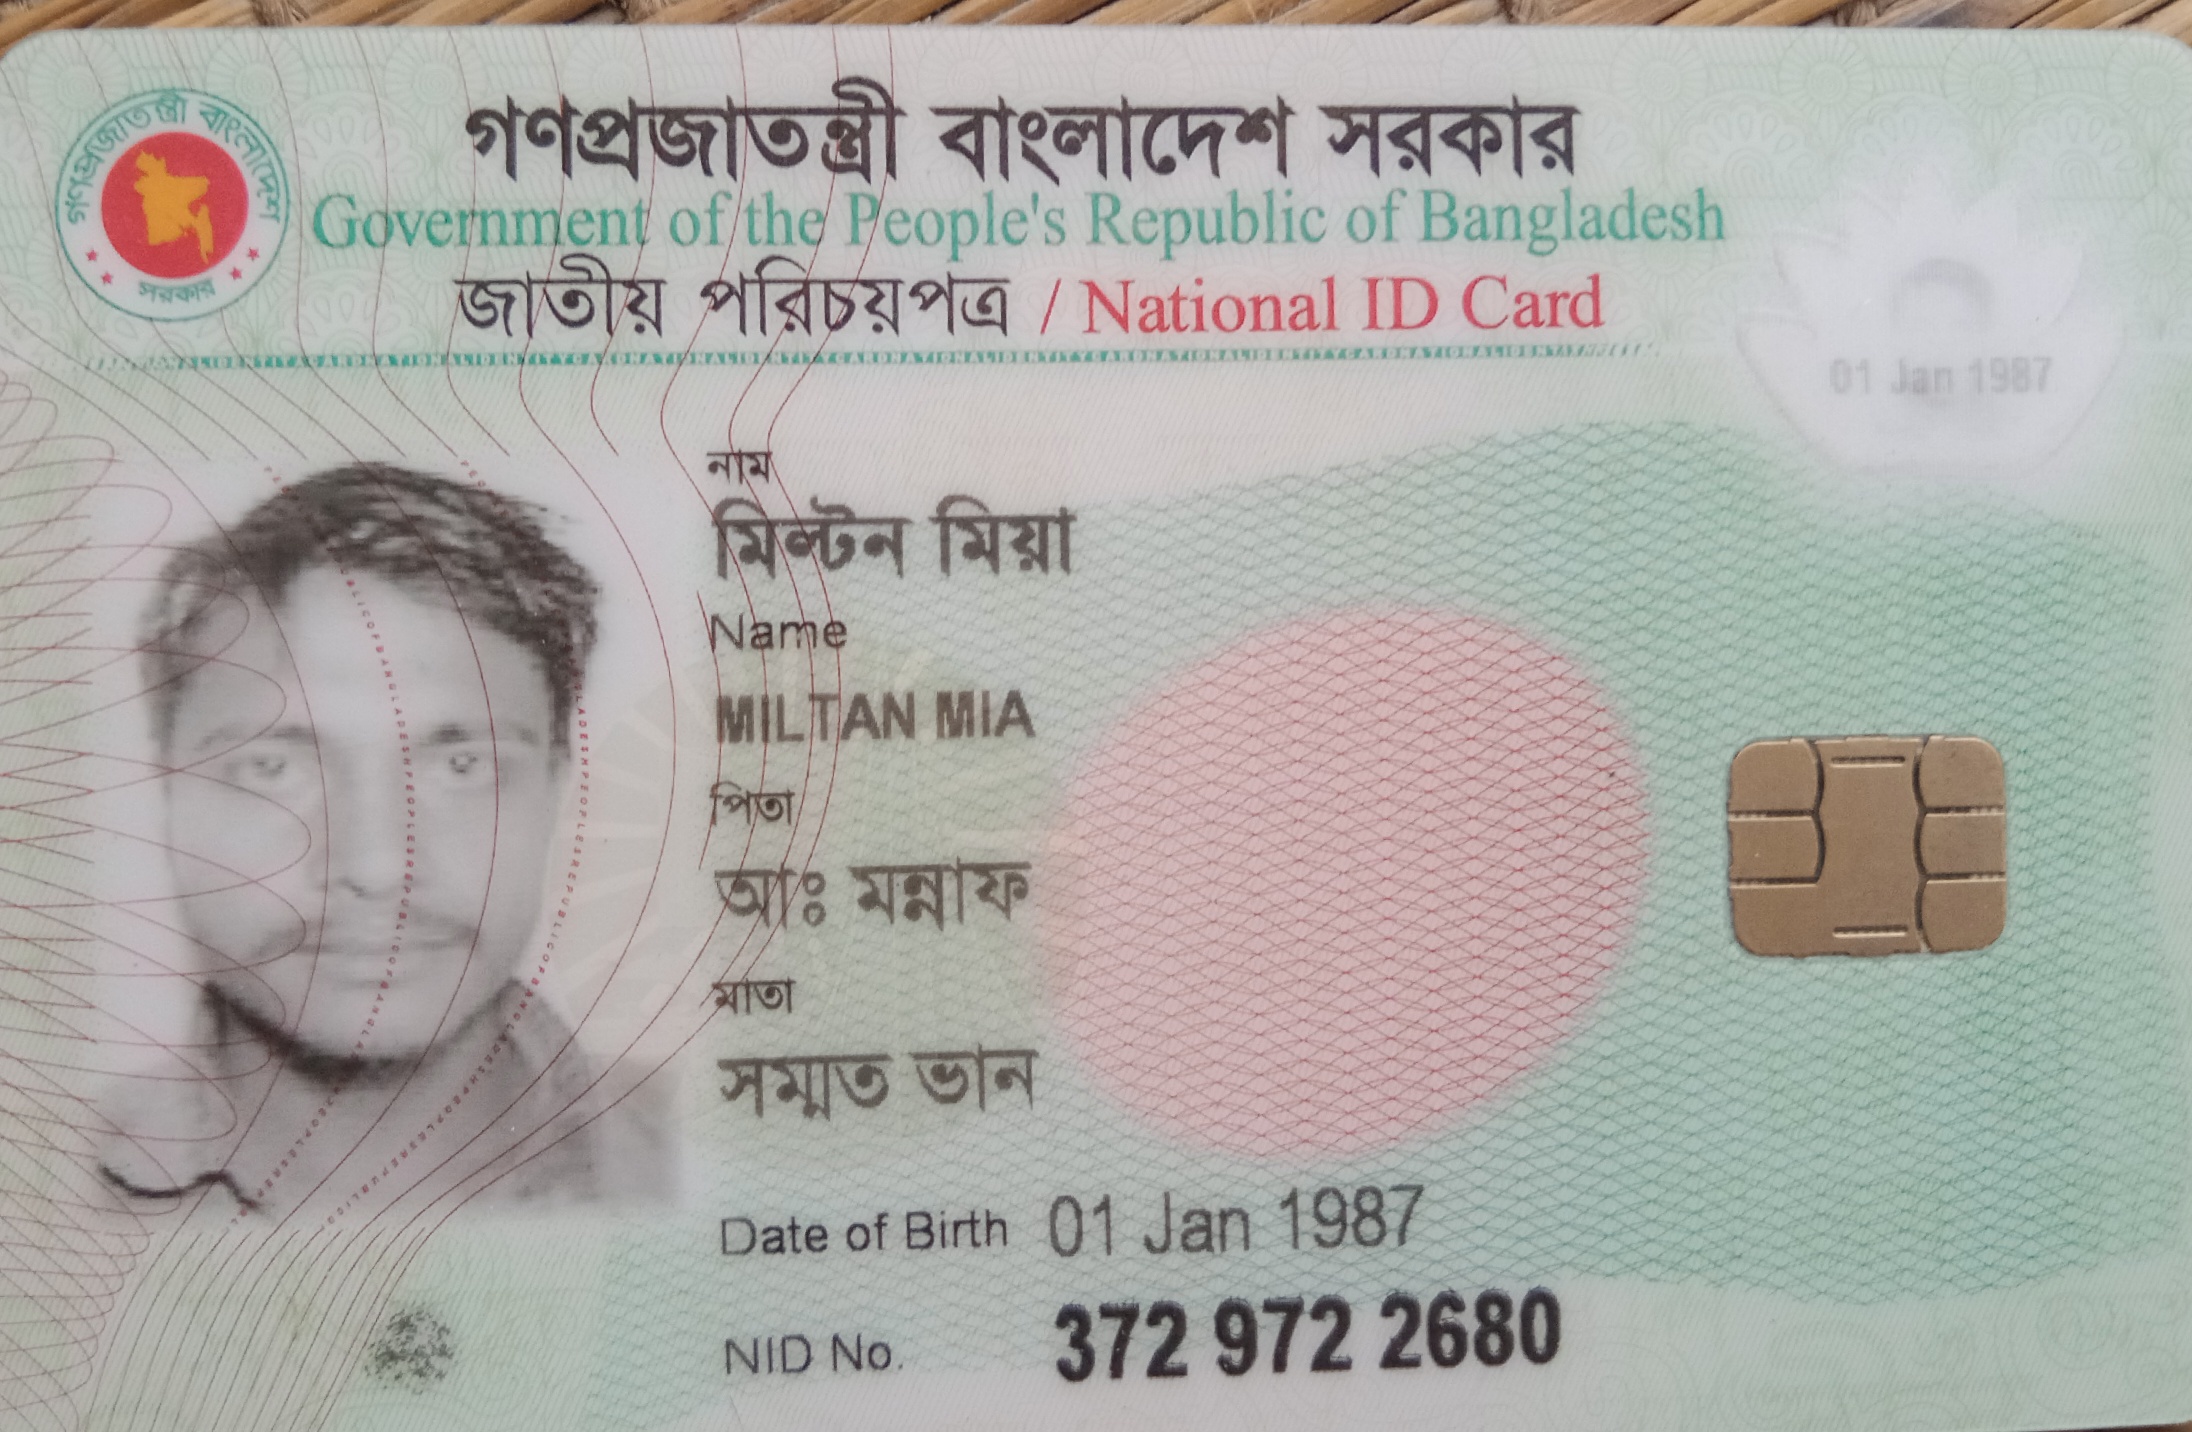 গণপ্রজাতন্ত্রী বাংলাদেশ সরকার
Government of the People's Republic of Bangladesh
জাতীয় পরিচয়পত্র / National ID Card
গণপ্রজাতন্ত্রী বাংলাদেশ
সরকার
01 Jan 1987
নাম
মিল্টন মিয়া
Name
MILTAN MIA
পিতা
আঃ মন্নাফ
মাতা
সম্মত ভান
Date of Birth 01 Jan 1987
NID No. 372 972 2680